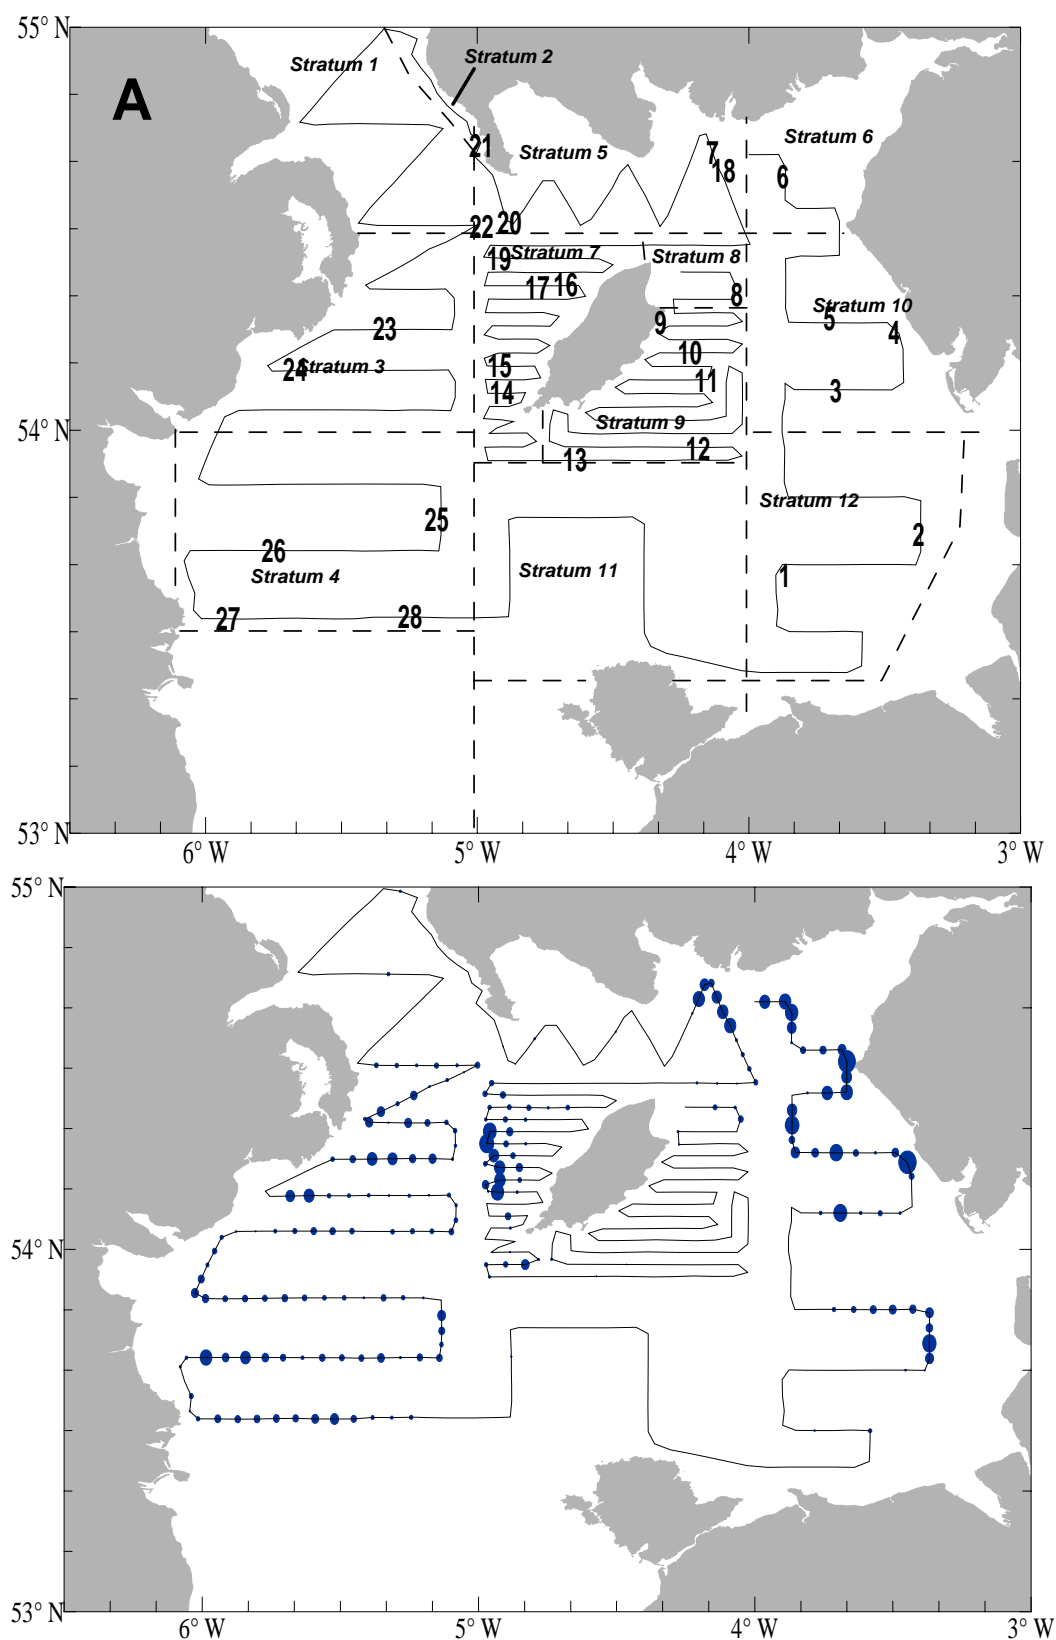 55° N
Stratum 1
Stratum 2
A
21
Stratum 5
7
18
Stratum 6
6
22
20
19
Stratum 7
Stratum 8
17
16
8
9
Stratum 10
5
4
23
24
Stratum 3
15
10
11
14
3
Stratum 9
54° N
12
13
Stratum 12
25
2
26
Stratum 4
Stratum 11
1
27
28
53° N
6° W
5° W
4° W
3° W
55° N
54° N
53° N
6° W
5° W
4° W
3° W